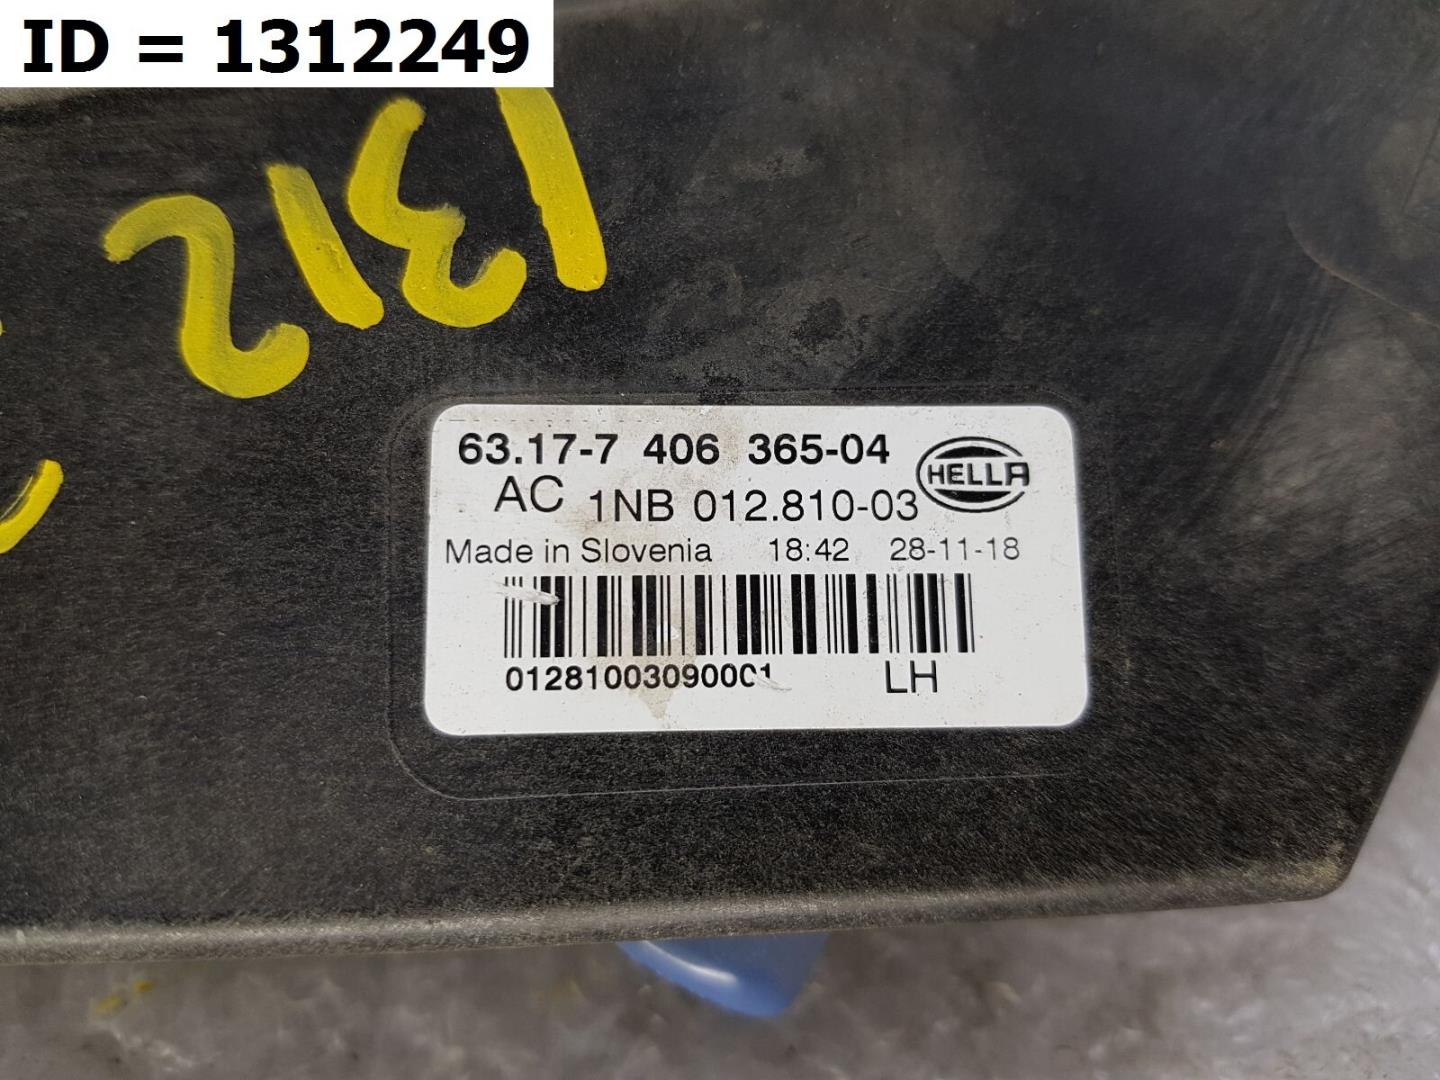 ID = 1312249
1312
63.17-7 406 365-04
HELLA
AC 1NB 012.810-03
Made in Slovenia 18:42 28-11-18
LH